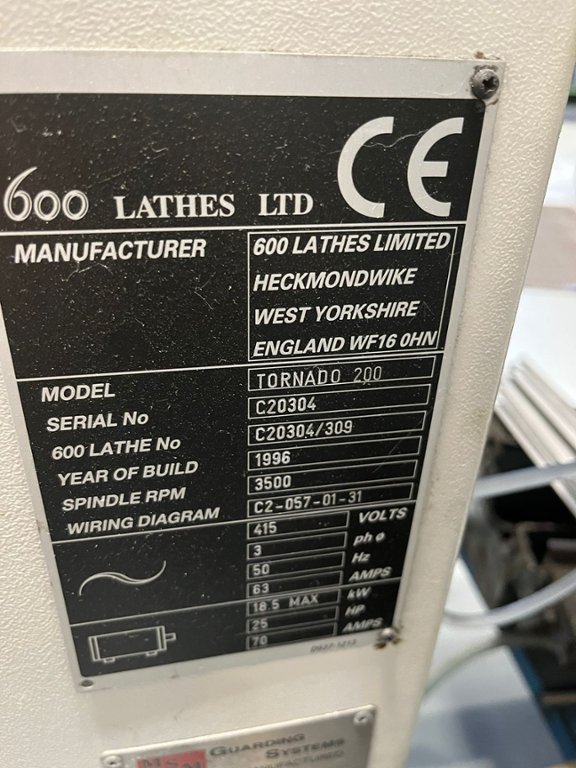 600 LATHES LTD CE
MANUFACTURER 600 LATHES LIMITED
HECKMONDWIKE
WEST YORKSHIRE
ENGLAND WF16 0HN
MODEL TORNADO 200
SERIAL No C20304
600 LATHE No C20304/309
YEAR OF BUILD 1996
SPINDLE RPM 3500
WIRING DIAGRAM C2-057-01-31
415 VOLTS
3 ph ø
50 Hz
63 AMPS
18.5 MAX kW
25 HP
70 AMPS
MSM GUARDING
SYSTEMS